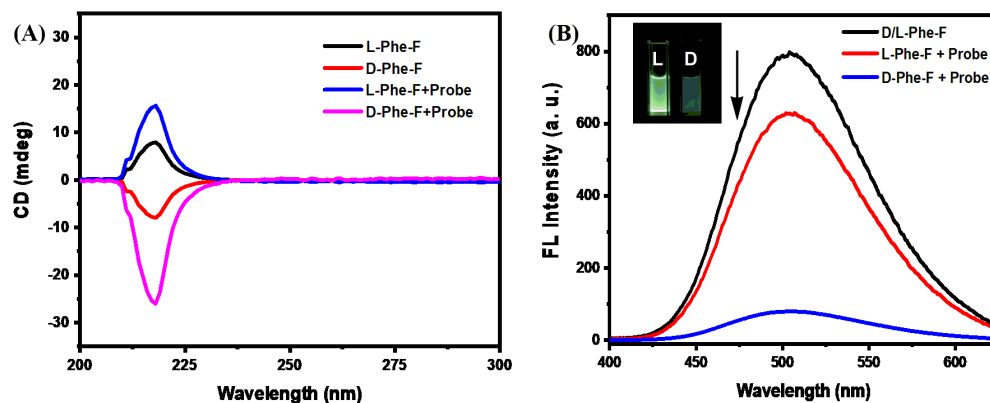 (A)
L-Phe-F
D-Phe-F
L-Phe-F+Probe
D-Phe-F+Probe
CD (mdeg)
30
20
10
0
-10
-20
-30
200 225 250 275 300
Wavelength (nm)
(B)
L D
D/L-Phe-F
L-Phe-F + Probe
D-Phe-F + Probe
FL Intensity (a. u.)
800
600
400
200
0
400 450 500 550 600
Wavelength (nm)